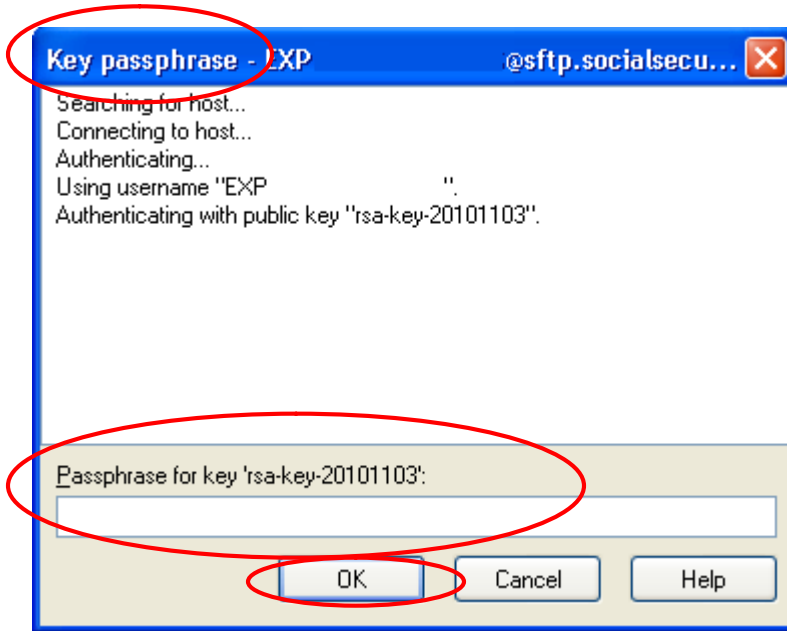 Key passphrase - EXP @sftp.socialsecu...
Searching for host...
Connecting to host...
Authenticating...
Using username "EXP ".
Authenticating with public key "rsa-key-20101103".
Passphrase for key 'rsa-key-20101103':
OK Cancel Help